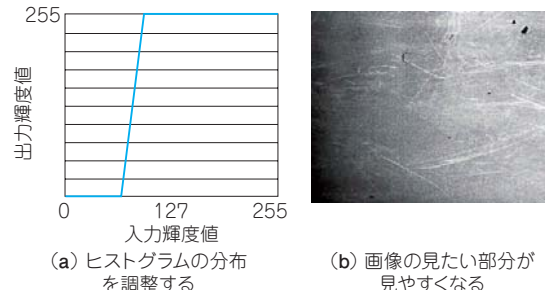 255
出力輝度値
0 127 255
入力輝度値
(a) ヒストグラムの分布
を調整する
(b) 画像の見たい部分が
見やすくなる